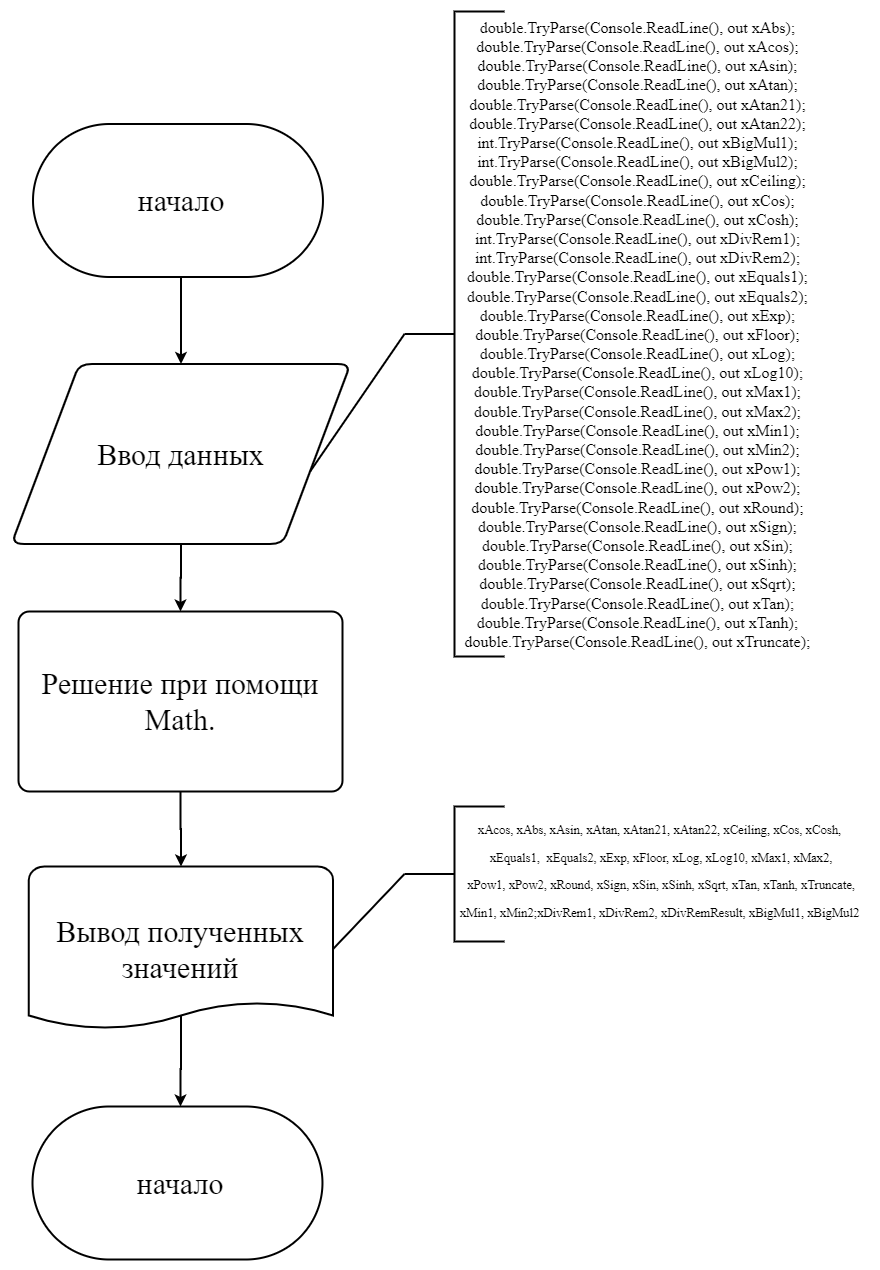 начало
Ввод данных
double.TryParse(Console.ReadLine(), out xAbs);
double.TryParse(Console.ReadLine(), out xAcos);
double.TryParse(Console.ReadLine(), out xAsin);
double.TryParse(Console.ReadLine(), out xAtan);
double.TryParse(Console.ReadLine(), out xAtan21);
double.TryParse(Console.ReadLine(), out xAtan22);
int.TryParse(Console.ReadLine(), out xBigMul1);
int.TryParse(Console.ReadLine(), out xBigMul2);
double.TryParse(Console.ReadLine(), out xCeiling);
double.TryParse(Console.ReadLine(), out xCos);
double.TryParse(Console.ReadLine(), out xCosh);
int.TryParse(Console.ReadLine(), out xDivRem1);
int.TryParse(Console.ReadLine(), out xDivRem2);
double.TryParse(Console.ReadLine(), out xEquals1);
double.TryParse(Console.ReadLine(), out xEquals2);
double.TryParse(Console.ReadLine(), out xExp);
double.TryParse(Console.ReadLine(), out xFloor);
double.TryParse(Console.ReadLine(), out xLog);
double.TryParse(Console.ReadLine(), out xLog10);
double.TryParse(Console.ReadLine(), out xMax1);
double.TryParse(Console.ReadLine(), out xMax2);
double.TryParse(Console.ReadLine(), out xMin1);
double.TryParse(Console.ReadLine(), out xMin2);
double.TryParse(Console.ReadLine(), out xPow1);
double.TryParse(Console.ReadLine(), out xPow2);
double.TryParse(Console.ReadLine(), out xRound);
double.TryParse(Console.ReadLine(), out xSign);
double.TryParse(Console.ReadLine(), out xSin);
double.TryParse(Console.ReadLine(), out xSinh);
double.TryParse(Console.ReadLine(), out xSqrt);
double.TryParse(Console.ReadLine(), out xTan);
double.TryParse(Console.ReadLine(), out xTanh);
double.TryParse(Console.ReadLine(), out xTruncate);
Решение при помощи
Math.
Вывод полученных
значений
xAcos, xAbs, xAsin, xAtan, xAtan21, xAtan22, xCeiling, xCos, xCosh,
xEquals1, xEquals2, xExp, xFloor, xLog, xLog10, xMax1, xMax2,
xPow1, xPow2, xRound, xSign, xSin, xSinh, xSqrt, xTan, xTanh, xTruncate,
xMin1, xMin2;xDivRem1, xDivRem2, xDivRemResult, xBigMul1, xBigMul2
начало